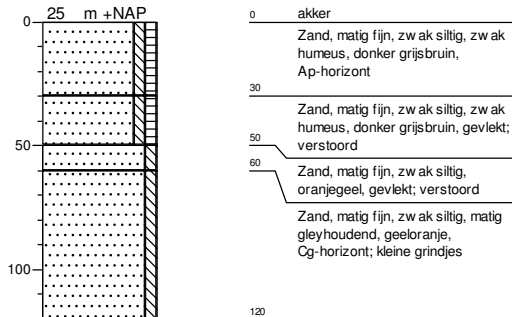 25 m +NAP
0
50
100
0 akker
Zand, matig fijn, zwak siltig, zwak
humeus, donker grijsbruin,
Ap-horizont
30
Zand, matig fijn, zwak siltig, zwak
humeus, donker grijsbruin, gevlekt;
verstoord
50
Zand, matig fijn, zwak siltig,
oranjegeel, gevlekt; verstoord
60
Zand, matig fijn, zwak siltig, matig
gleyhoudend, geeloranje,
Cg-horizont; kleine grindjes
120